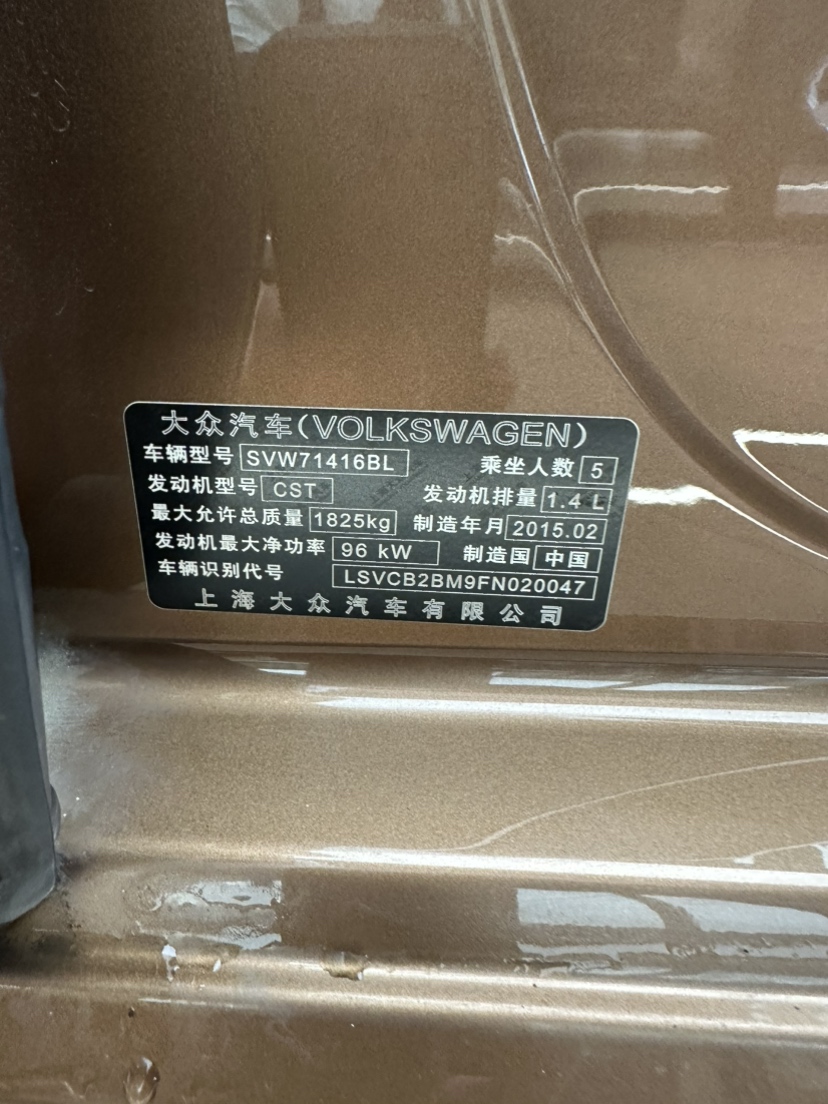 大众汽车(VOLKSWAGEN)
车辆型号 SVW71416BL 乘坐人数 5
发动机型号 CST 发动机排量 1.4 L
最大允许总质量 1825kg 制造年月 2015.02
发动机最大净功率 96 kW 制造国 中国
车辆识别代号 LSVCB2BM9FN020047
上海大众汽车有限公司